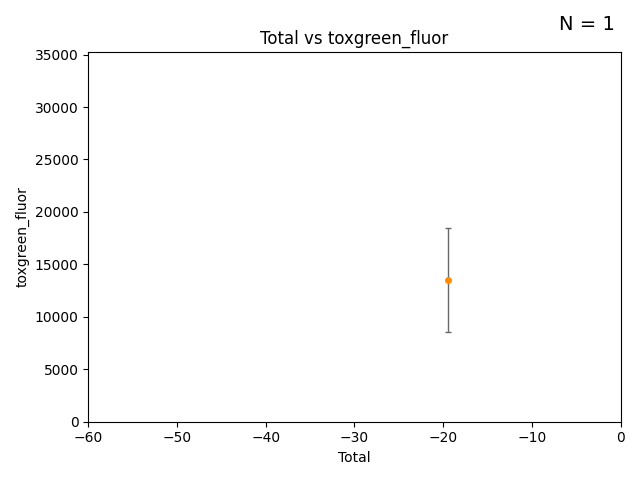 N = 1
Total vs toxgreen_fluor
toxgreen_fluor
35000
30000
25000
20000
15000
10000
5000
0
−60 −50 −40 −30 −20 −10 0
Total